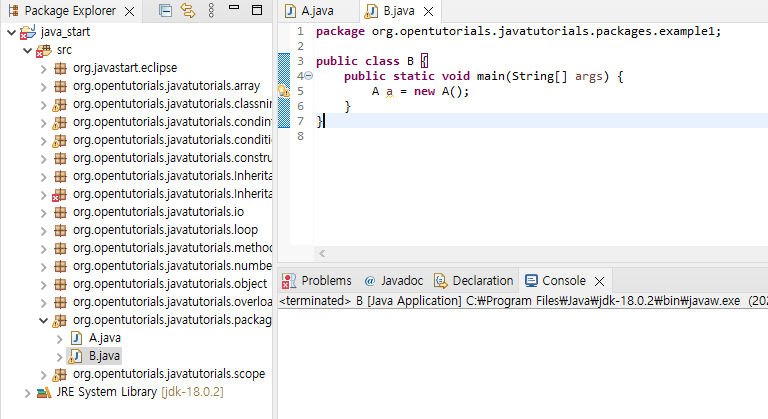 Package Explorer
java_start
src
org.javastart.eclipse
org.opentutorials.javatutorials.array
org.opentutorials.javatutorials.classnir
org.opentutorials.javatutorials.condint
org.opentutorials.javatutorials.conditi
org.opentutorials.javatutorials.constru
org.opentutorials.javatutorials.Inherita
org.opentutorials.javatutorials.Inherita
org.opentutorials.javatutorials.io
org.opentutorials.javatutorials.loop
org.opentutorials.javatutorials.metho
org.opentutorials.javatutorials.numbe
org.opentutorials.javatutorials.object
org.opentutorials.javatutorials.overloa
org.opentutorials.javatutorials.packag
A.java
B.java
org.opentutorials.javatutorials.scope
JRE System Library [jdk-18.0.2]
A.java B.java
1 package org.opentutorials.javatutorials.packages.example1;
2
3 public class B {
4 public static void main(String[] args) {
5 A a = new A();
6 }
7 }
8
Problems @ Javadoc Declaration Console
<terminated> B [Java Application] C:₩Program Files₩Java₩jdk-18.0.2₩bin₩javaw.exe (202